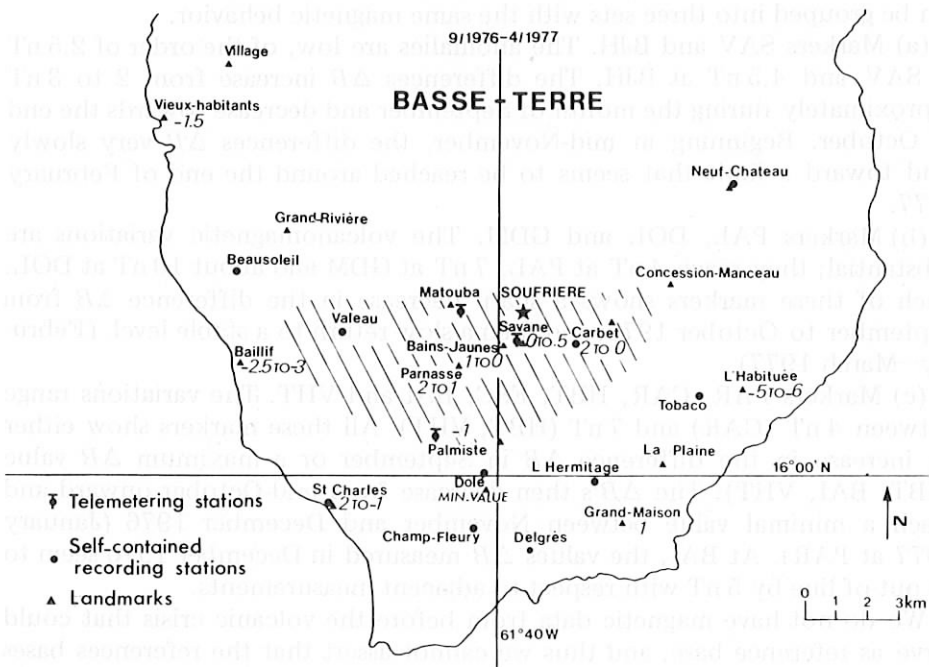 9/1976-4/1977
BASSE-TERRE
Village
Vieux-habitants
-1.5
Neuf-Chateau
Grand-Rivière
Beausoleil
Concession-Manceau
Matouba
SOUFRIERE
Valeau
Savane
0 TO 5
Carbet
2 TO 0
Bains-Jaunes
1 TO 0
Baillif
-2.5 TO -3
Parnasse
2 TO 1
L'Habituée
-5 TO -6
Tobaco
-1
Palmiste
La Plaine
L Hermitage
16°00'N
Dolé
MIN.VALUE
St Charles
-2 TO -1
Grand-Maison
Champ-Fleury
Delgrès
N
Telemetering stations
Self-contained
recording stations
Landmarks
0 1 2 3km
61°40W